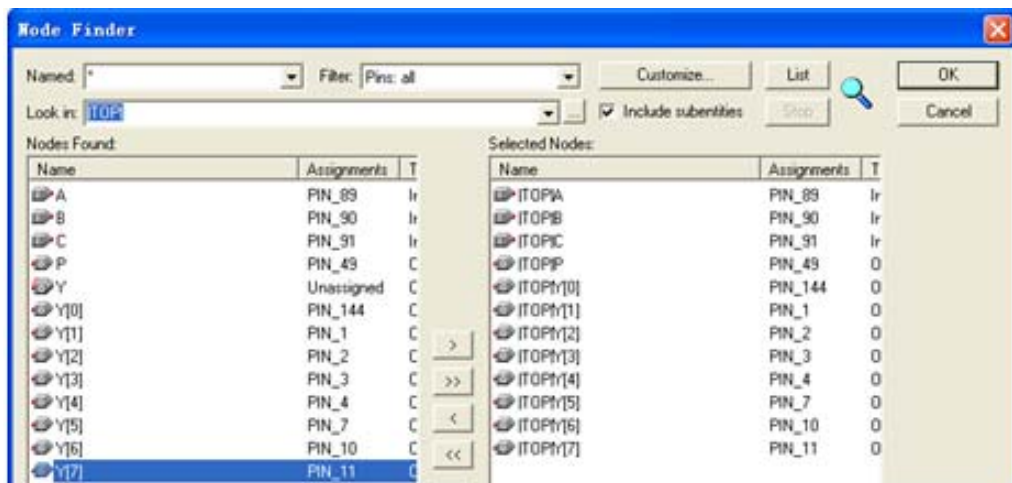 Node Finder
Named: * Filter: Pins: all Customize... List OK
Look in: |TOP| ... Include subentities Stop Cancel
Nodes Found: Selected Nodes:
Name Assignments T Name Assignments T
A PIN_89 In |TOP|A PIN_89 In
B PIN_90 In |TOP|B PIN_90 In
C PIN_91 In |TOP|C PIN_91 In
P PIN_49 C |TOP|P PIN_49 O
Y Unassigned C |TOP|Y[0] PIN_144 O
Y[0] PIN_144 C |TOP|Y[1] PIN_1 O
Y[1] PIN_1 C |TOP|Y[2] PIN_2 O
Y[2] PIN_2 C > |TOP|Y[3] PIN_3 O
Y[3] PIN_3 C >> |TOP|Y[4] PIN_4 O
Y[4] PIN_4 C |TOP|Y[5] PIN_7 O
Y[5] PIN_7 C < |TOP|Y[6] PIN_10 O
Y[6] PIN_10 C << |TOP|Y[7] PIN_11 O
Y[7] PIN_11 C